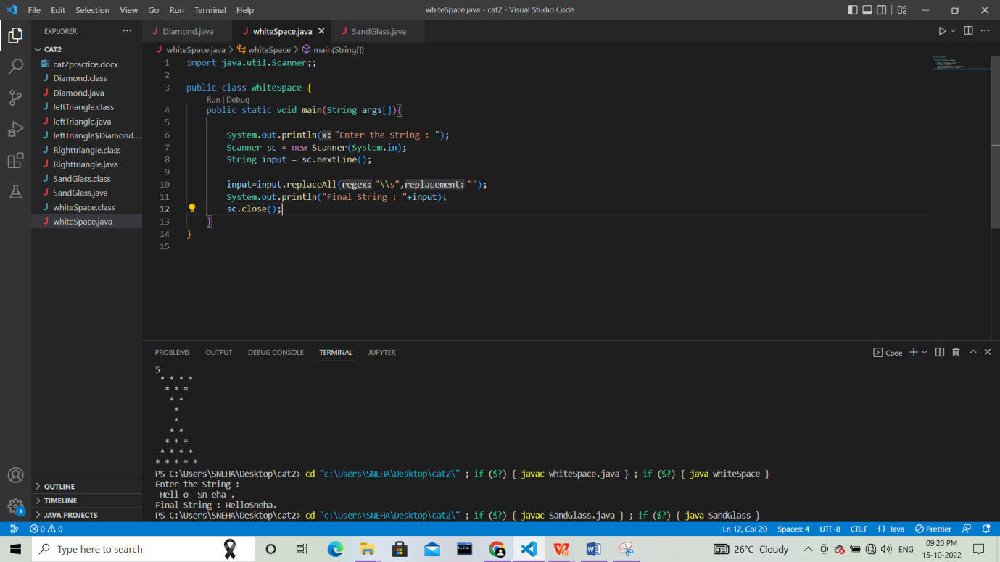 File Edit Selection View Go Run Terminal Help
whiteSpace.java - cat2 - Visual Studio Code
EXPLORER
CAT2
cat2practice.docx
Diamond.class
Diamond.java
leftTriangle.class
leftTriangle.java
leftTriangle$Diamond....
Righttriangle.class
Righttriangle.java
SandGlass.class
SandGlass.java
whiteSpace.class
whiteSpace.java
OUTLINE
TIMELINE
JAVA PROJECTS
Diamond.java whiteSpace.java SandGlass.java
whiteSpace.java > whiteSpace > main(String[])
1 import java.util.Scanner;;
2
3 public class whiteSpace {
Run | Debug
4 public static void main(String args[]){
5
6 System.out.println(x: "Enter the String : ");
7 Scanner sc = new Scanner(System.in);
8 String input = sc.nextLine();
9
10 input=input.replaceAll(regex: "\\s",replacement: "");
11 System.out.println("Final String : "+input);
12 sc.close();
13 }
14 }
15
PROBLEMS OUTPUT DEBUG CONSOLE TERMINAL JUPYTER
Code
5
* * * *
* * *
* *
*
*
* *
* * *
* * * *
* * * * *
PS C:\Users\SNEHA\Desktop\cat2> cd "c:\Users\SNEHA\Desktop\cat2\" ; if ($?) { javac whiteSpace.java } ; if ($?) { java whiteSpace }
Enter the String :
Hell o  Sn eha .
Final String : HelloSneha.
PS C:\Users\SNEHA\Desktop\cat2> cd "c:\Users\SNEHA\Desktop\cat2\" ; if ($?) { javac SandGlass.java } ; if ($?) { java SandGlass }
1
0 0
Ln 12, Col 20 Spaces: 4 UTF-8 CRLF {} Java Prettier
Type here to search
MySQL
26°C Cloudy
ENG
09:20 PM
15-10-2022